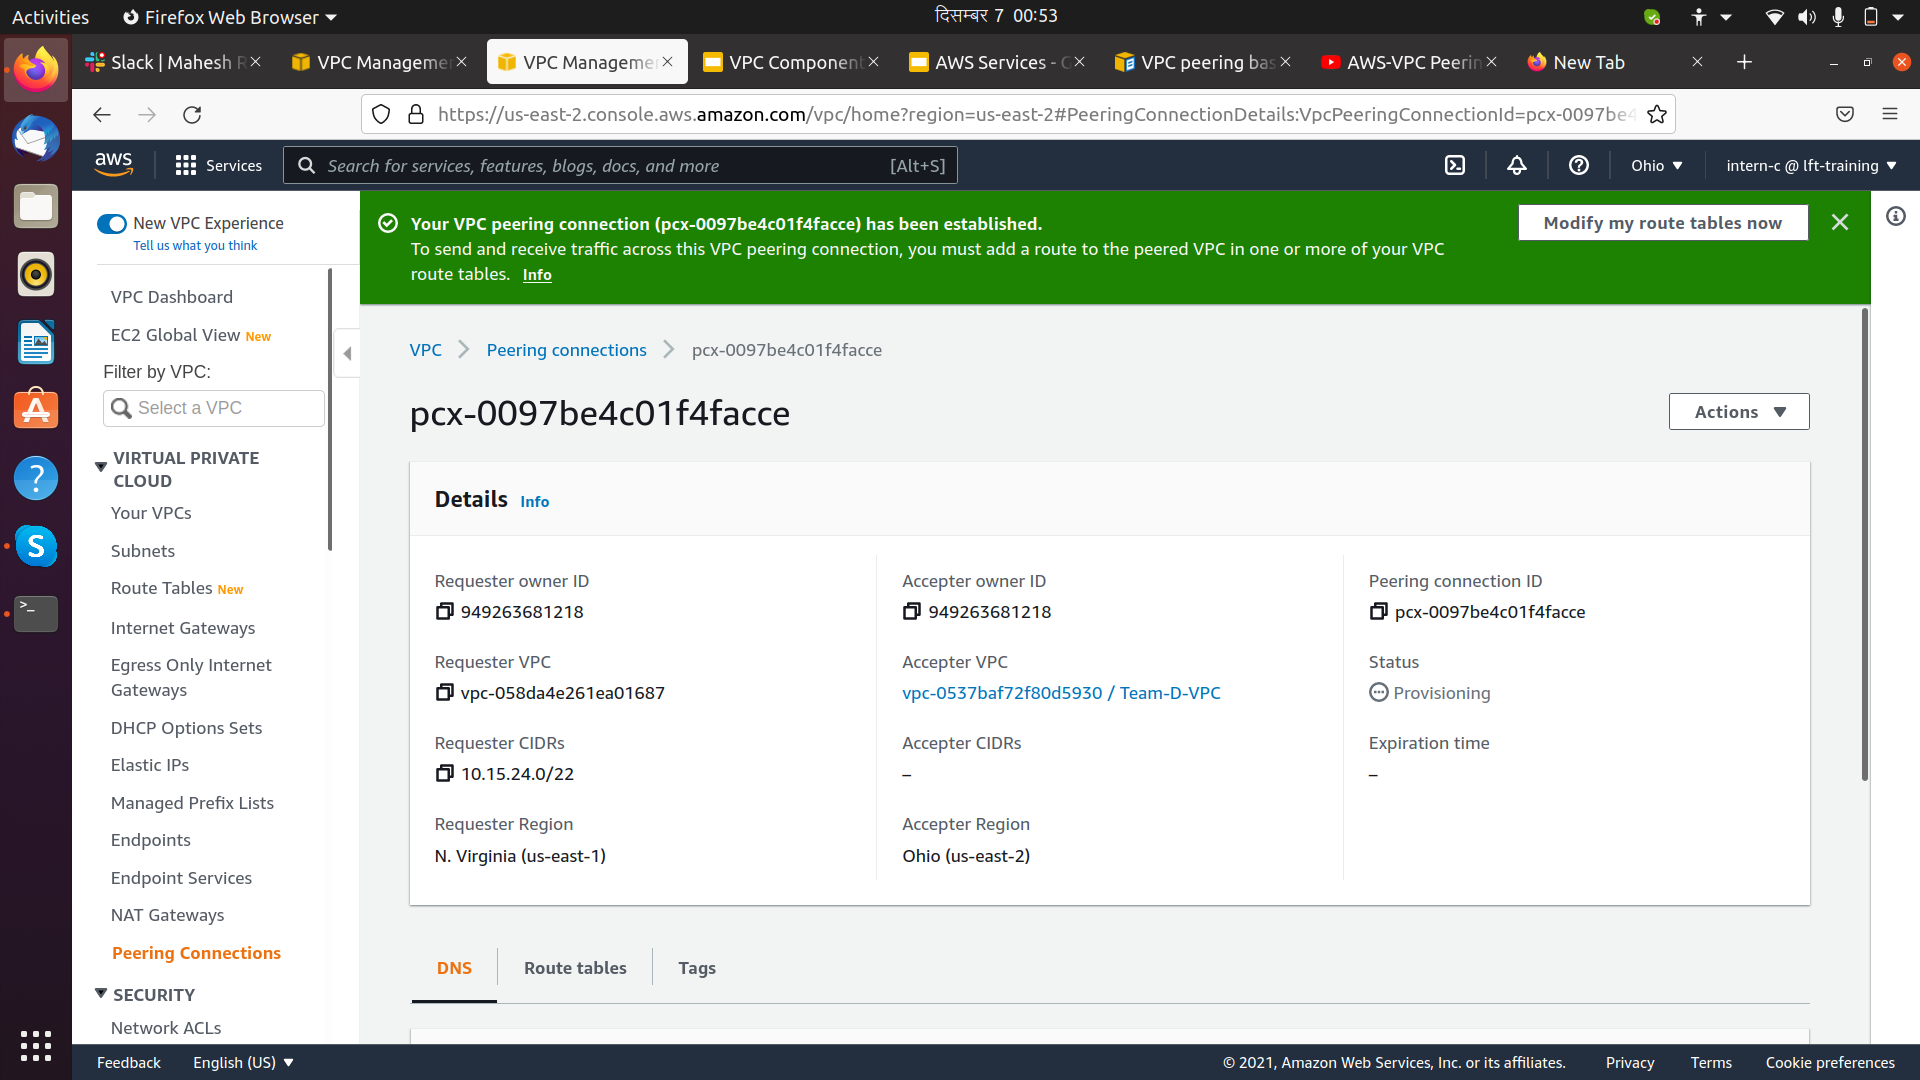 Activities
Firefox Web Browser
दिसम्बर 7 00:53
Slack | Mahesh R
VPC Manageme
VPC Manageme
VPC Component
AWS Services - G
VPC peering bas
AWS-VPC Peerin
New Tab
https://us-east-2.console.aws.amazon.com/vpc/home?region=us-east-2#PeeringConnectionDetails:VpcPeeringConnectionId=pcx-0097be4
aws
Services
Search for services, features, blogs, docs, and more
[Alt+S]
Ohio
intern-c @ lft-training
New VPC Experience
Tell us what you think
VPC Dashboard
EC2 Global View New
Filter by VPC:
Select a VPC
VIRTUAL PRIVATE
CLOUD
Your VPCs
Subnets
Route Tables New
Internet Gateways
Egress Only Internet
Gateways
DHCP Options Sets
Elastic IPs
Managed Prefix Lists
Endpoints
Endpoint Services
NAT Gateways
Peering Connections
SECURITY
Network ACLs
Your VPC peering connection (pcx-0097be4c01f4facce) has been established.
To send and receive traffic across this VPC peering connection, you must add a route to the peered VPC in one or more of your VPC
route tables. Info
Modify my route tables now
VPC
Peering connections
pcx-0097be4c01f4facce
pcx-0097be4c01f4facce
Actions
Details Info
Requester owner ID
949263681218
Requester VPC
vpc-058da4e261ea01687
Requester CIDRs
10.15.24.0/22
Requester Region
N. Virginia (us-east-1)
Accepter owner ID
949263681218
Accepter VPC
vpc-0537baf72f80d5930 / Team-D-VPC
Accepter CIDRs
–
Accepter Region
Ohio (us-east-2)
Peering connection ID
pcx-0097be4c01f4facce
Status
Provisioning
Expiration time
–
DNS
Route tables
Tags
Feedback
English (US)
© 2021, Amazon Web Services, Inc. or its affiliates.
Privacy
Terms
Cookie preferences